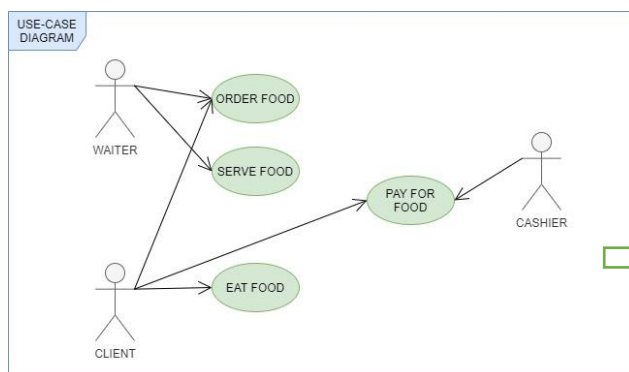 USE-CASE
DIAGRAM
ORDER FOOD
WAITER
SERVE FOOD
PAY FOR
FOOD
CASHIER
EAT FOOD
CLIENT